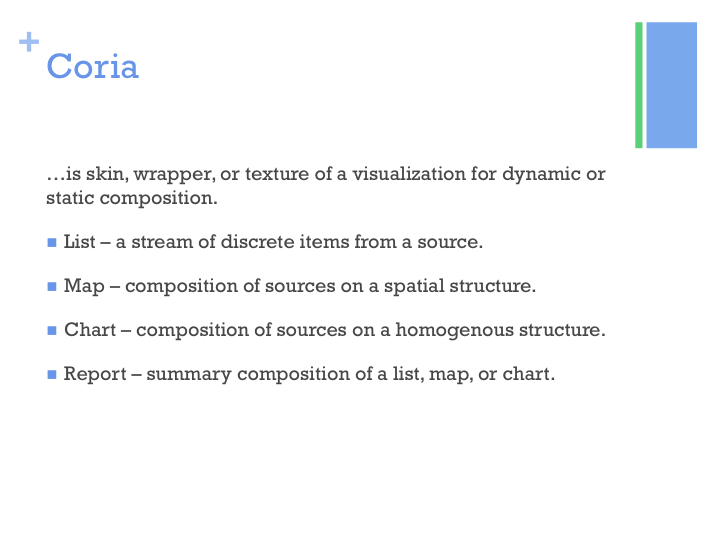 +
Coria
…is skin, wrapper, or texture of a visualization for dynamic or
static composition.
■ List – a stream of discrete items from a source.
■ Map – composition of sources on a spatial structure.
■ Chart – composition of sources on a homogenous structure.
■ Report – summary composition of a list, map, or chart.